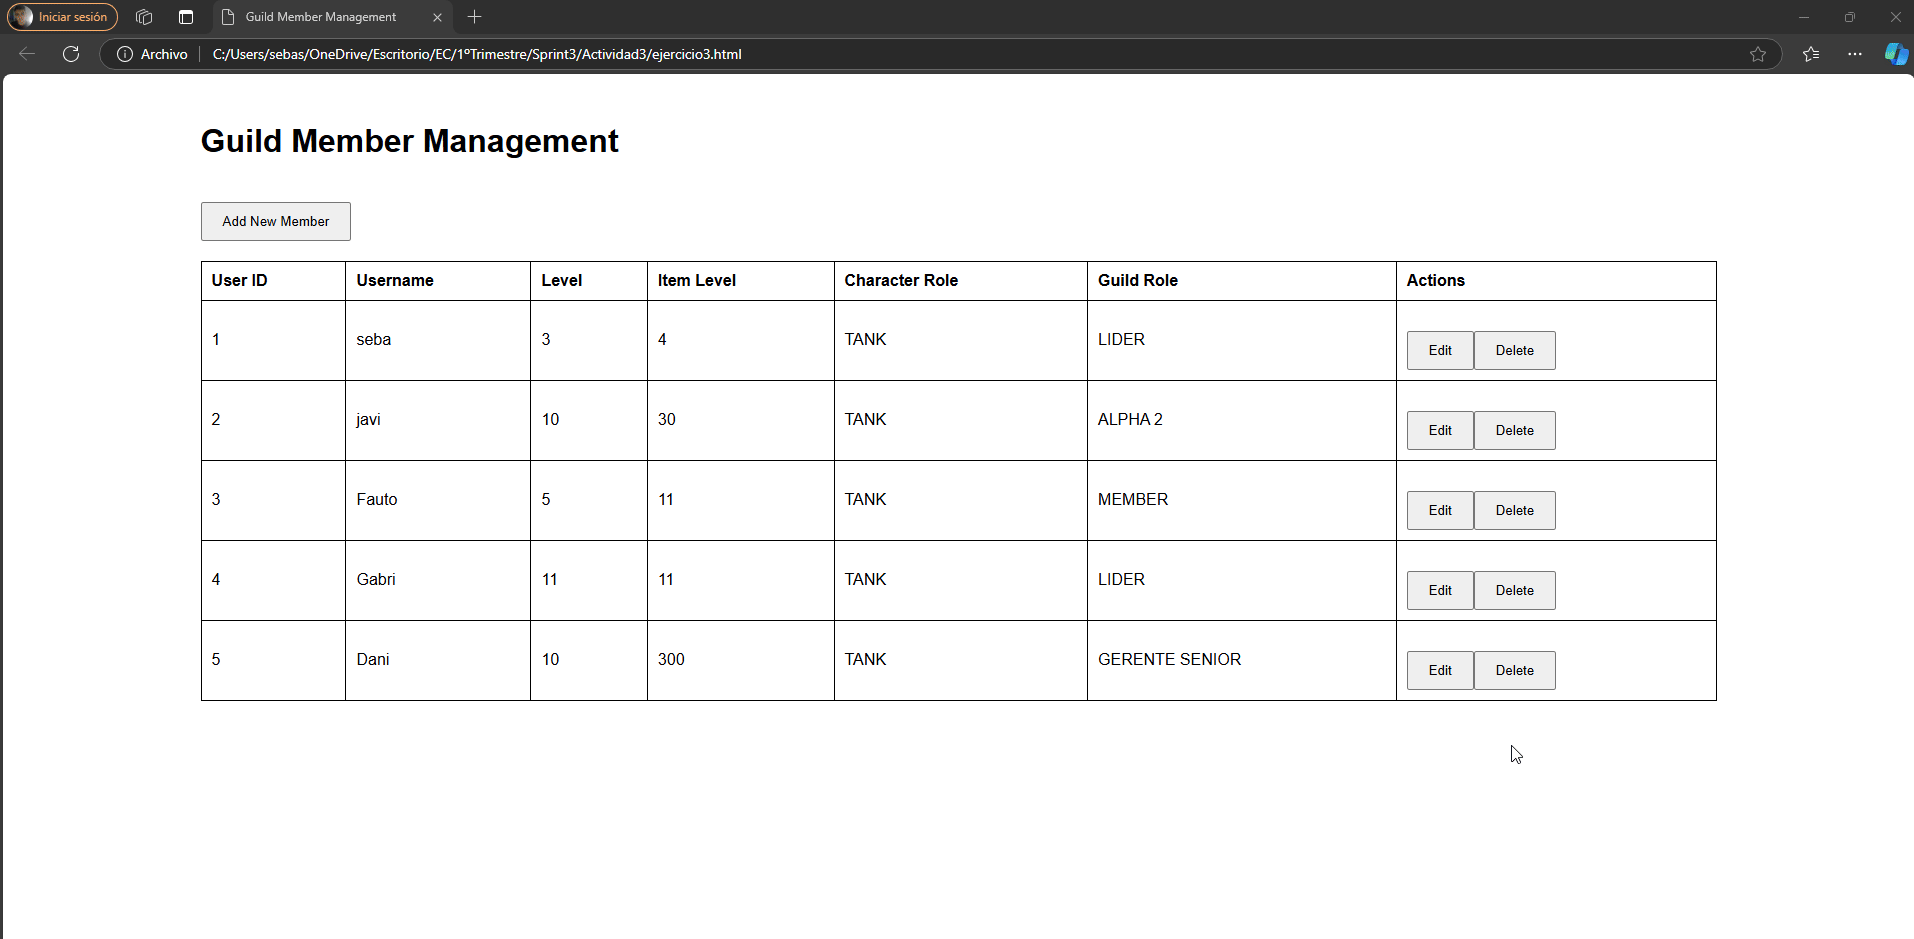 Iniciar sesión
Guild Member Management
Archivo
C:/Users/sebas/OneDrive/Escritorio/EC/1ºTrimestre/Sprint3/Actividad3/ejercicio3.html
Guild Member Management
Add New Member
User ID Username Level Item Level Character Role Guild Role Actions
1 seba 3 4 TANK LIDER Edit Delete
2 javi 10 30 TANK ALPHA 2 Edit Delete
3 Fauto 5 11 TANK MEMBER Edit Delete
4 Gabri 11 11 TANK LIDER Edit Delete
5 Dani 10 300 TANK GERENTE SENIOR Edit Delete